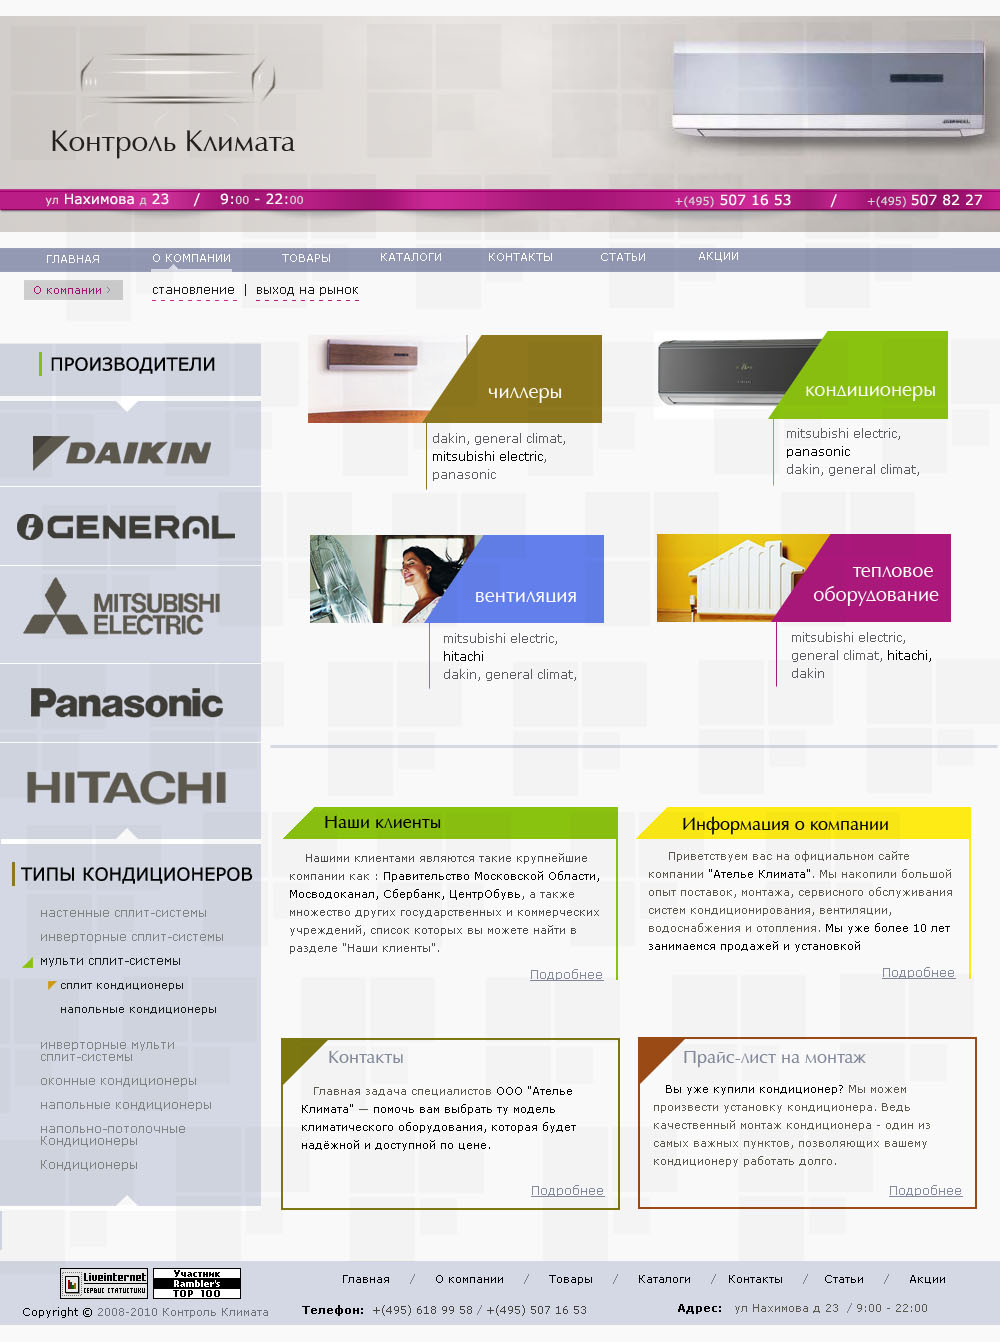 Контроль Климата
ул Нахимова д 23 / 9:00 - 22:00
+(495) 507 16 53 / +(495) 507 82 27
ГЛАВНАЯ О КОМПАНИИ ТОВАРЫ КАТАЛОГИ КОНТАКТЫ СТАТЬИ АКЦИИ
О компании › становление | выход на рынок
ПРОИЗВОДИТЕЛИ
DAIKIN
GENERAL
MITSUBISHI
ELECTRIC
Panasonic
HITACHI
ТИПЫ КОНДИЦИОНЕРОВ
настенные сплит-системы
инверторные сплит-системы
мульти сплит-системы
сплит кондиционеры
напольные кондиционеры
инверторные мульти
сплит-системы
оконные кондиционеры
напольные кондиционеры
напольно-потолочные
Кондиционеры
Кондиционеры
чиллеры
dakin, general climat,
mitsubishi electric,
panasonic
кондиционеры
mitsubishi electric,
panasonic
dakin, general climat,
вентиляция
mitsubishi electric,
hitachi
dakin, general climat,
тепловое
оборудование
mitsubishi electric,
general climat, hitachi,
dakin
Наши клиенты
Нашими клиентами являются такие крупнейшие
компании как : Правительство Московской Области,
Мосводоканал, Сбербанк, ЦентрОбувь, а также
множество других государственных и коммерческих
учреждений, список которых вы можете найти в
разделе "Наши клиенты".
Подробнее
Информация о компании
Приветствуем вас на официальном сайте
компании "Ателье Климата". Мы накопили большой
опыт поставок, монтажа, сервисного обслуживания
систем кондиционирования, вентиляции,
водоснабжения и отопления. Мы уже более 10 лет
занимаемся продажей и установкой
Подробнее
Контакты
Главная задача специалистов ООО "Ателье
Климата" — помочь вам выбрать ту модель
климатического оборудования, которая будет
надёжной и доступной по цене.
Подробнее
Прайс-лист на монтаж
Вы уже купили кондиционер? Мы можем
произвести установку кондиционера. Ведь
качественный монтаж кондиционера - один из
самых важных пунктов, позволяющих вашему
кондиционеру работать долго.
Подробнее
Liveinternet
СЕРВИС СТАТИСТИКИ
Участник
Rambler's
TOP 100
Главная / О компании / Товары / Каталоги / Контакты / Статьи / Акции
Copyright © 2008-2010 Контроль Климата
Телефон: +(495) 618 99 58 / +(495) 507 16 53
Адрес: ул Нахимова д 23 / 9:00 - 22:00